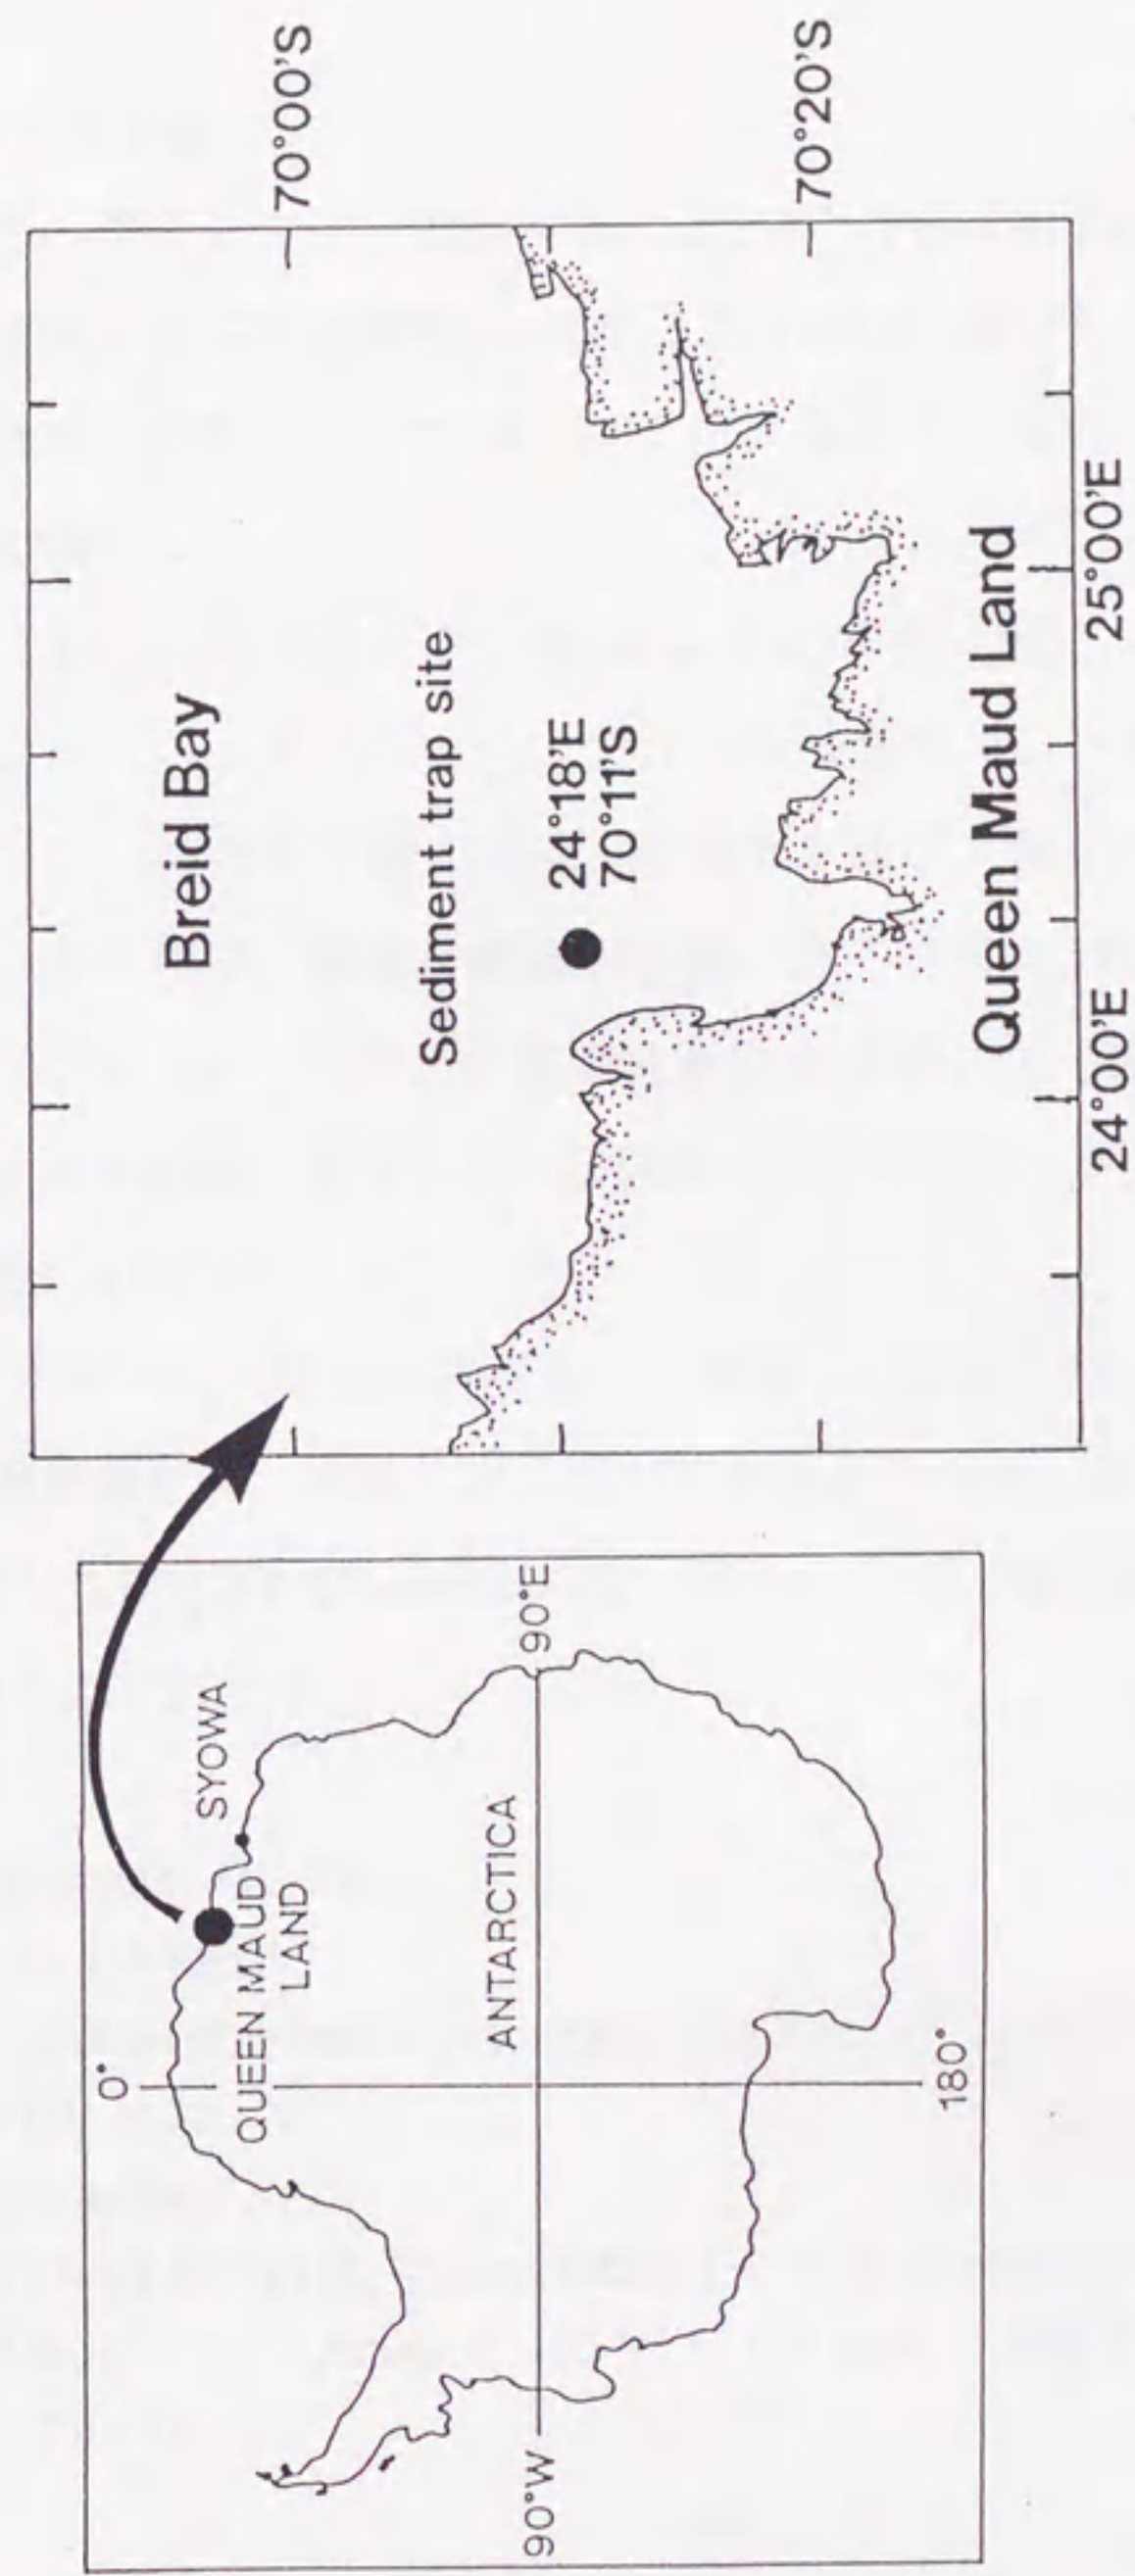 0°
SYOWA
QUEEN MAUD
LAND
ANTARCTICA
90°W
90°E
180°
Breid Bay
Sediment trap site
24°18'E
70°11'S
Queen Maud Land
70°00'S
70°20'S
24°00'E
25°00'E